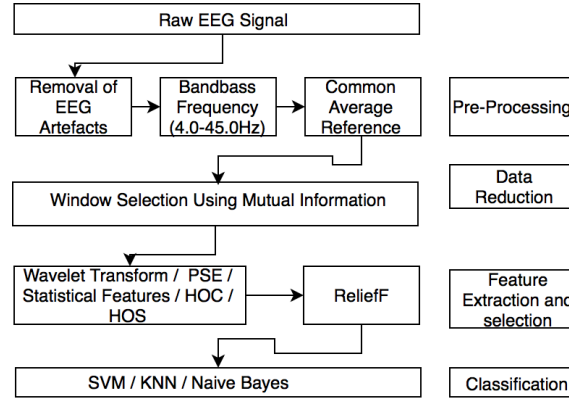 Raw EEG Signal
Removal of
EEG
Artefacts
Bandbass
Frequency
(4.0-45.0Hz)
Common
Average
Reference
Pre-Processing
Window Selection Using Mutual Information
Data
Reduction
Wavelet Transform / PSE /
Statistical Features / HOC /
HOS
ReliefF
Feature
Extraction and
selection
SVM / KNN / Naive Bayes
Classification